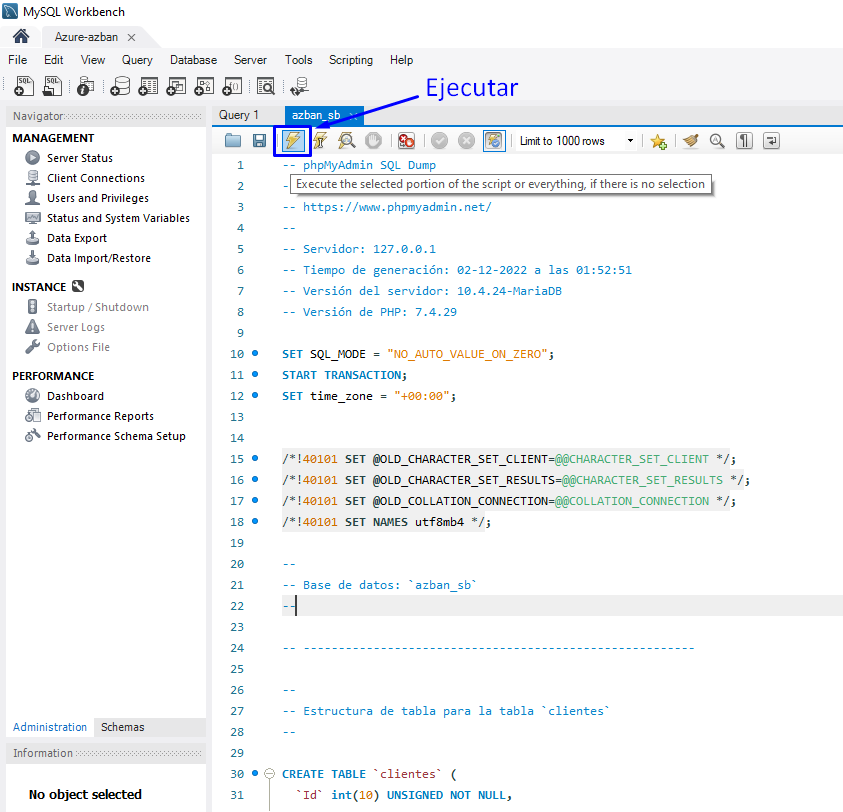 MySQL Workbench
Azure-azban
File Edit View Query Database Server Tools Scripting Help
Ejecutar
Navigator
Query 1 azban_sb
MANAGEMENT
Server Status
Client Connections
Users and Privileges
Status and System Variables
Data Export
Data Import/Restore
INSTANCE
Startup / Shutdown
Server Logs
Options File
PERFORMANCE
Dashboard
Performance Reports
Performance Schema Setup
Administration Schemas
Information
No object selected
Limit to 1000 rows
1 -- phpMyAdmin SQL Dump
Execute the selected portion of the script or everything, if there is no selection
2 -
3 -- https://www.phpmyadmin.net/
4 --
5 -- Servidor: 127.0.0.1
6 -- Tiempo de generación: 02-12-2022 a las 01:52:51
7 -- Versión del servidor: 10.4.24-MariaDB
8 -- Versión de PHP: 7.4.29
9
10 SET SQL_MODE = "NO_AUTO_VALUE_ON_ZERO";
11 START TRANSACTION;
12 SET time_zone = "+00:00";
13
14
15 /*!40101 SET @OLD_CHARACTER_SET_CLIENT=@@CHARACTER_SET_CLIENT */;
16 /*!40101 SET @OLD_CHARACTER_SET_RESULTS=@@CHARACTER_SET_RESULTS */;
17 /*!40101 SET @OLD_COLLATION_CONNECTION=@@COLLATION_CONNECTION */;
18 /*!40101 SET NAMES utf8mb4 */;
19
20 --
21 -- Base de datos: `azban_sb`
22 --
23
24 -- --------------------------------------------------------
25
26 --
27 -- Estructura de tabla para la tabla `clientes`
28 --
29
30 CREATE TABLE `clientes` (
31 `Id` int(10) UNSIGNED NOT NULL,